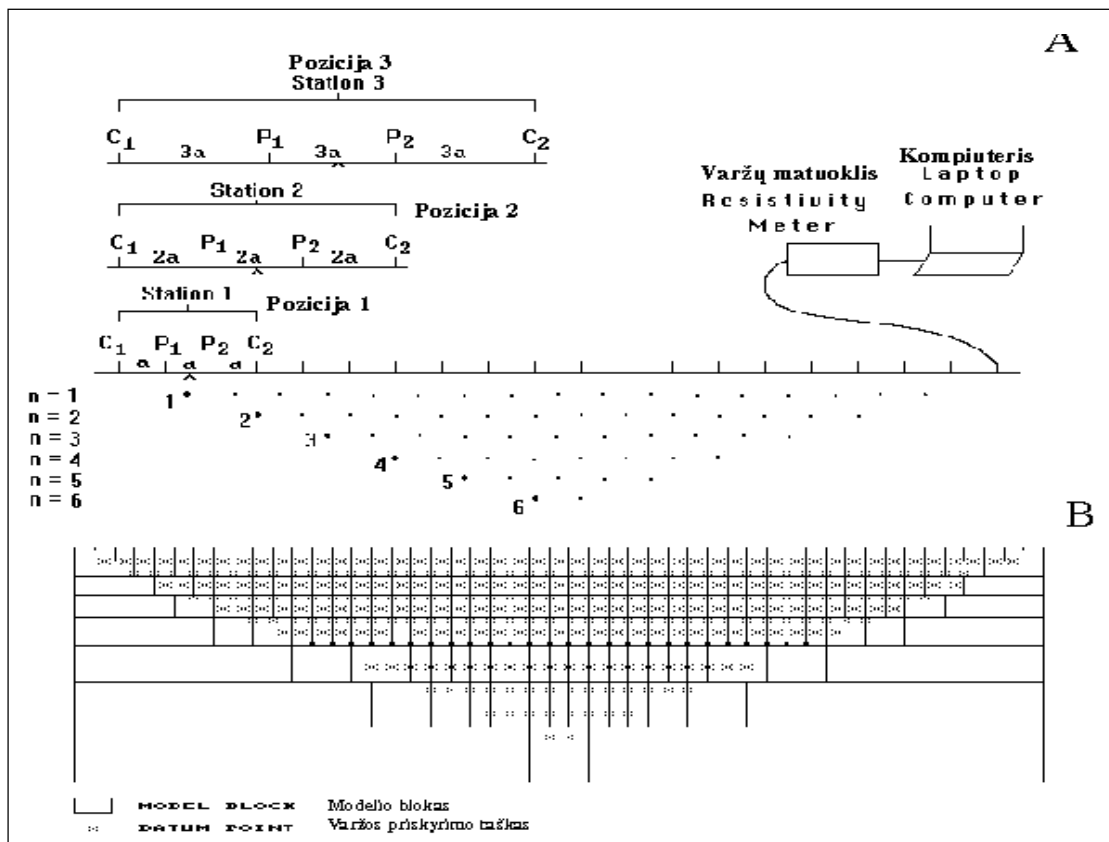 A
Pozicija 3
Station 3
C1 P1 P2 C2
3a 3a 3a
Station 2
Pozicija 2
C1 P1 P2 C2
2a 2a 2a
Station 1
Pozicija 1
C1 P1 P2 C2
a a a
Varžų matuoklis
Resistivity
Meter
Kompiuteris
Laptop
Computer
n = 1
1
n = 2
2
n = 3
3
n = 4
4
n = 5
5
n = 6
6
B
MODEL BLOCK Modelio blokas
DATUM POINT Varžos priskyrimo taškas